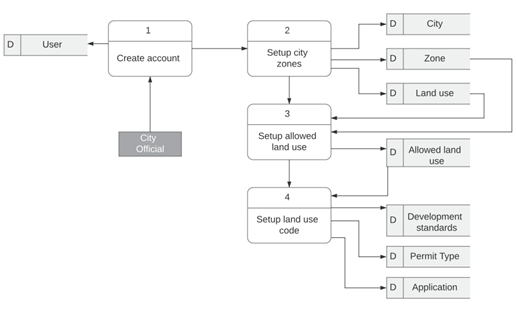 1
Create account
D User
City
Official
2
Setup city
zones
D City
D Zone
D Land use
3
Setup allowed
land use
D Allowed land
use
4
Setup land use
code
D Development
standards
D Permit Type
D Application